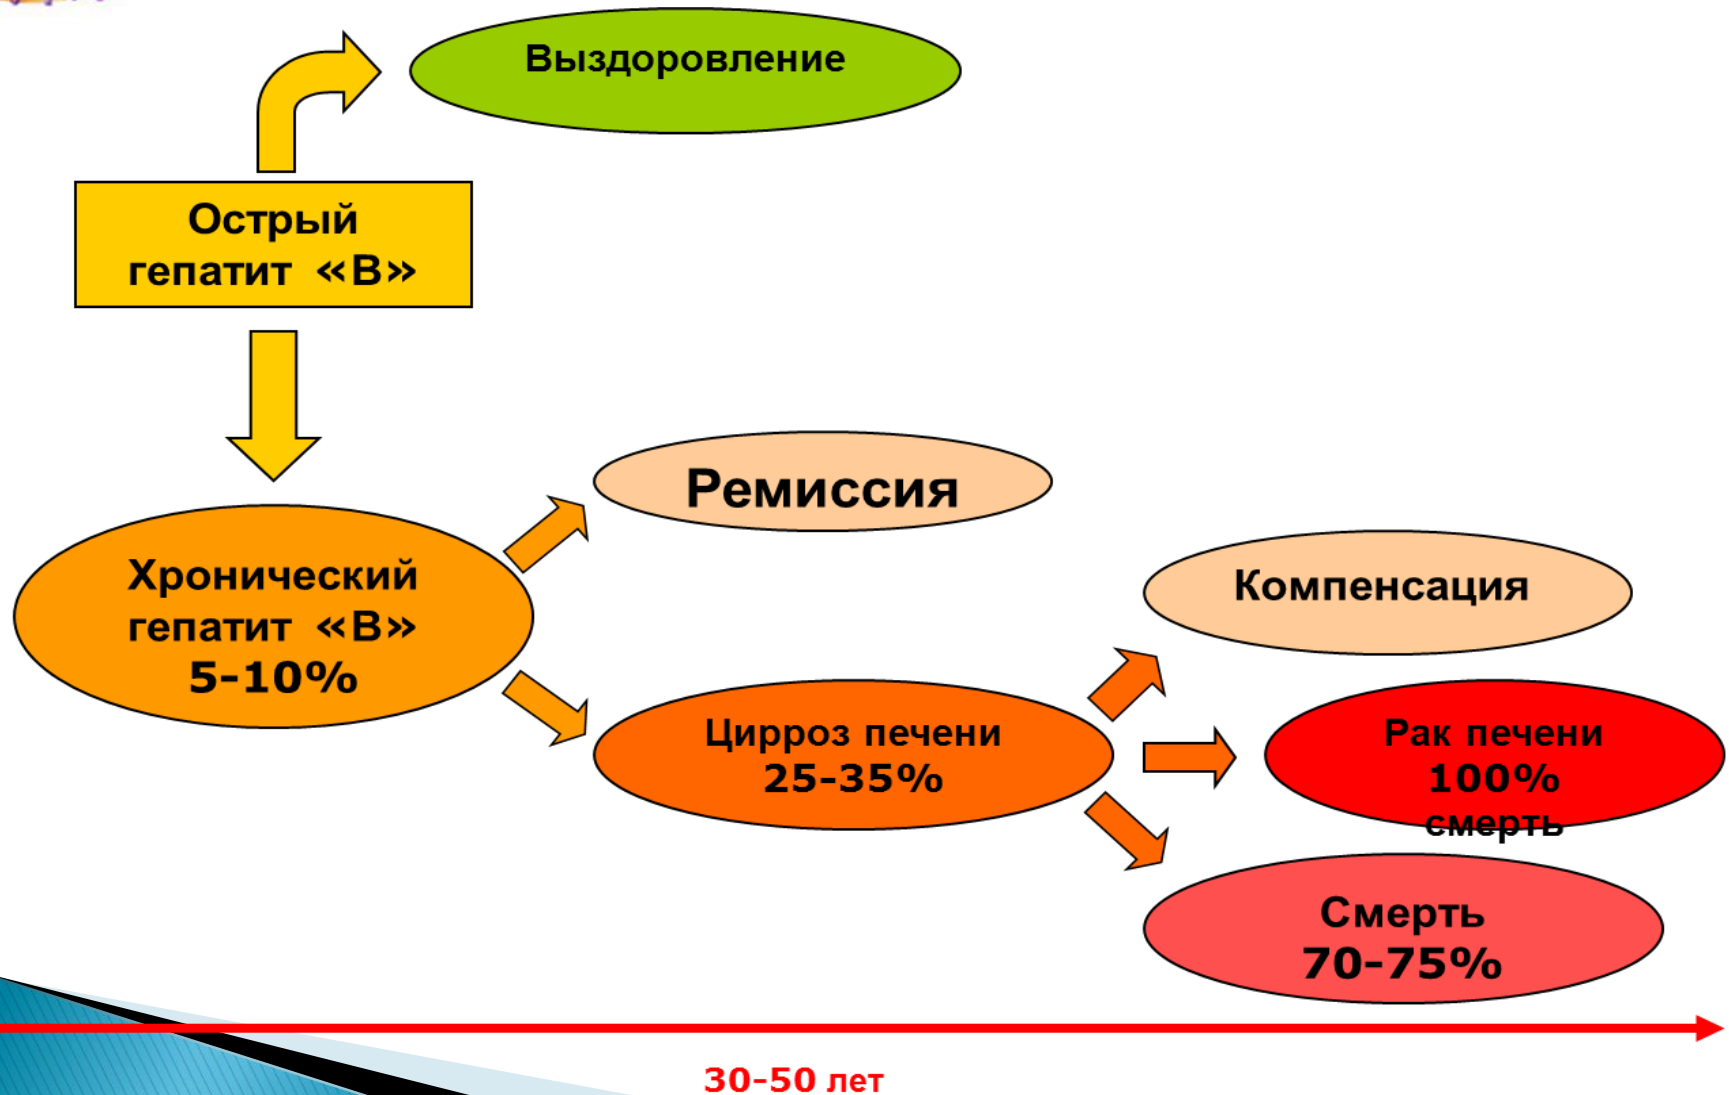 Выздоровление
Острый
гепатит «В»
Ремиссия
Хронический
гепатит «В»
5-10%
Компенсация
Цирроз печени
25-35%
Рак печени
100%
смерть
Смерть
70-75%
30-50 лет